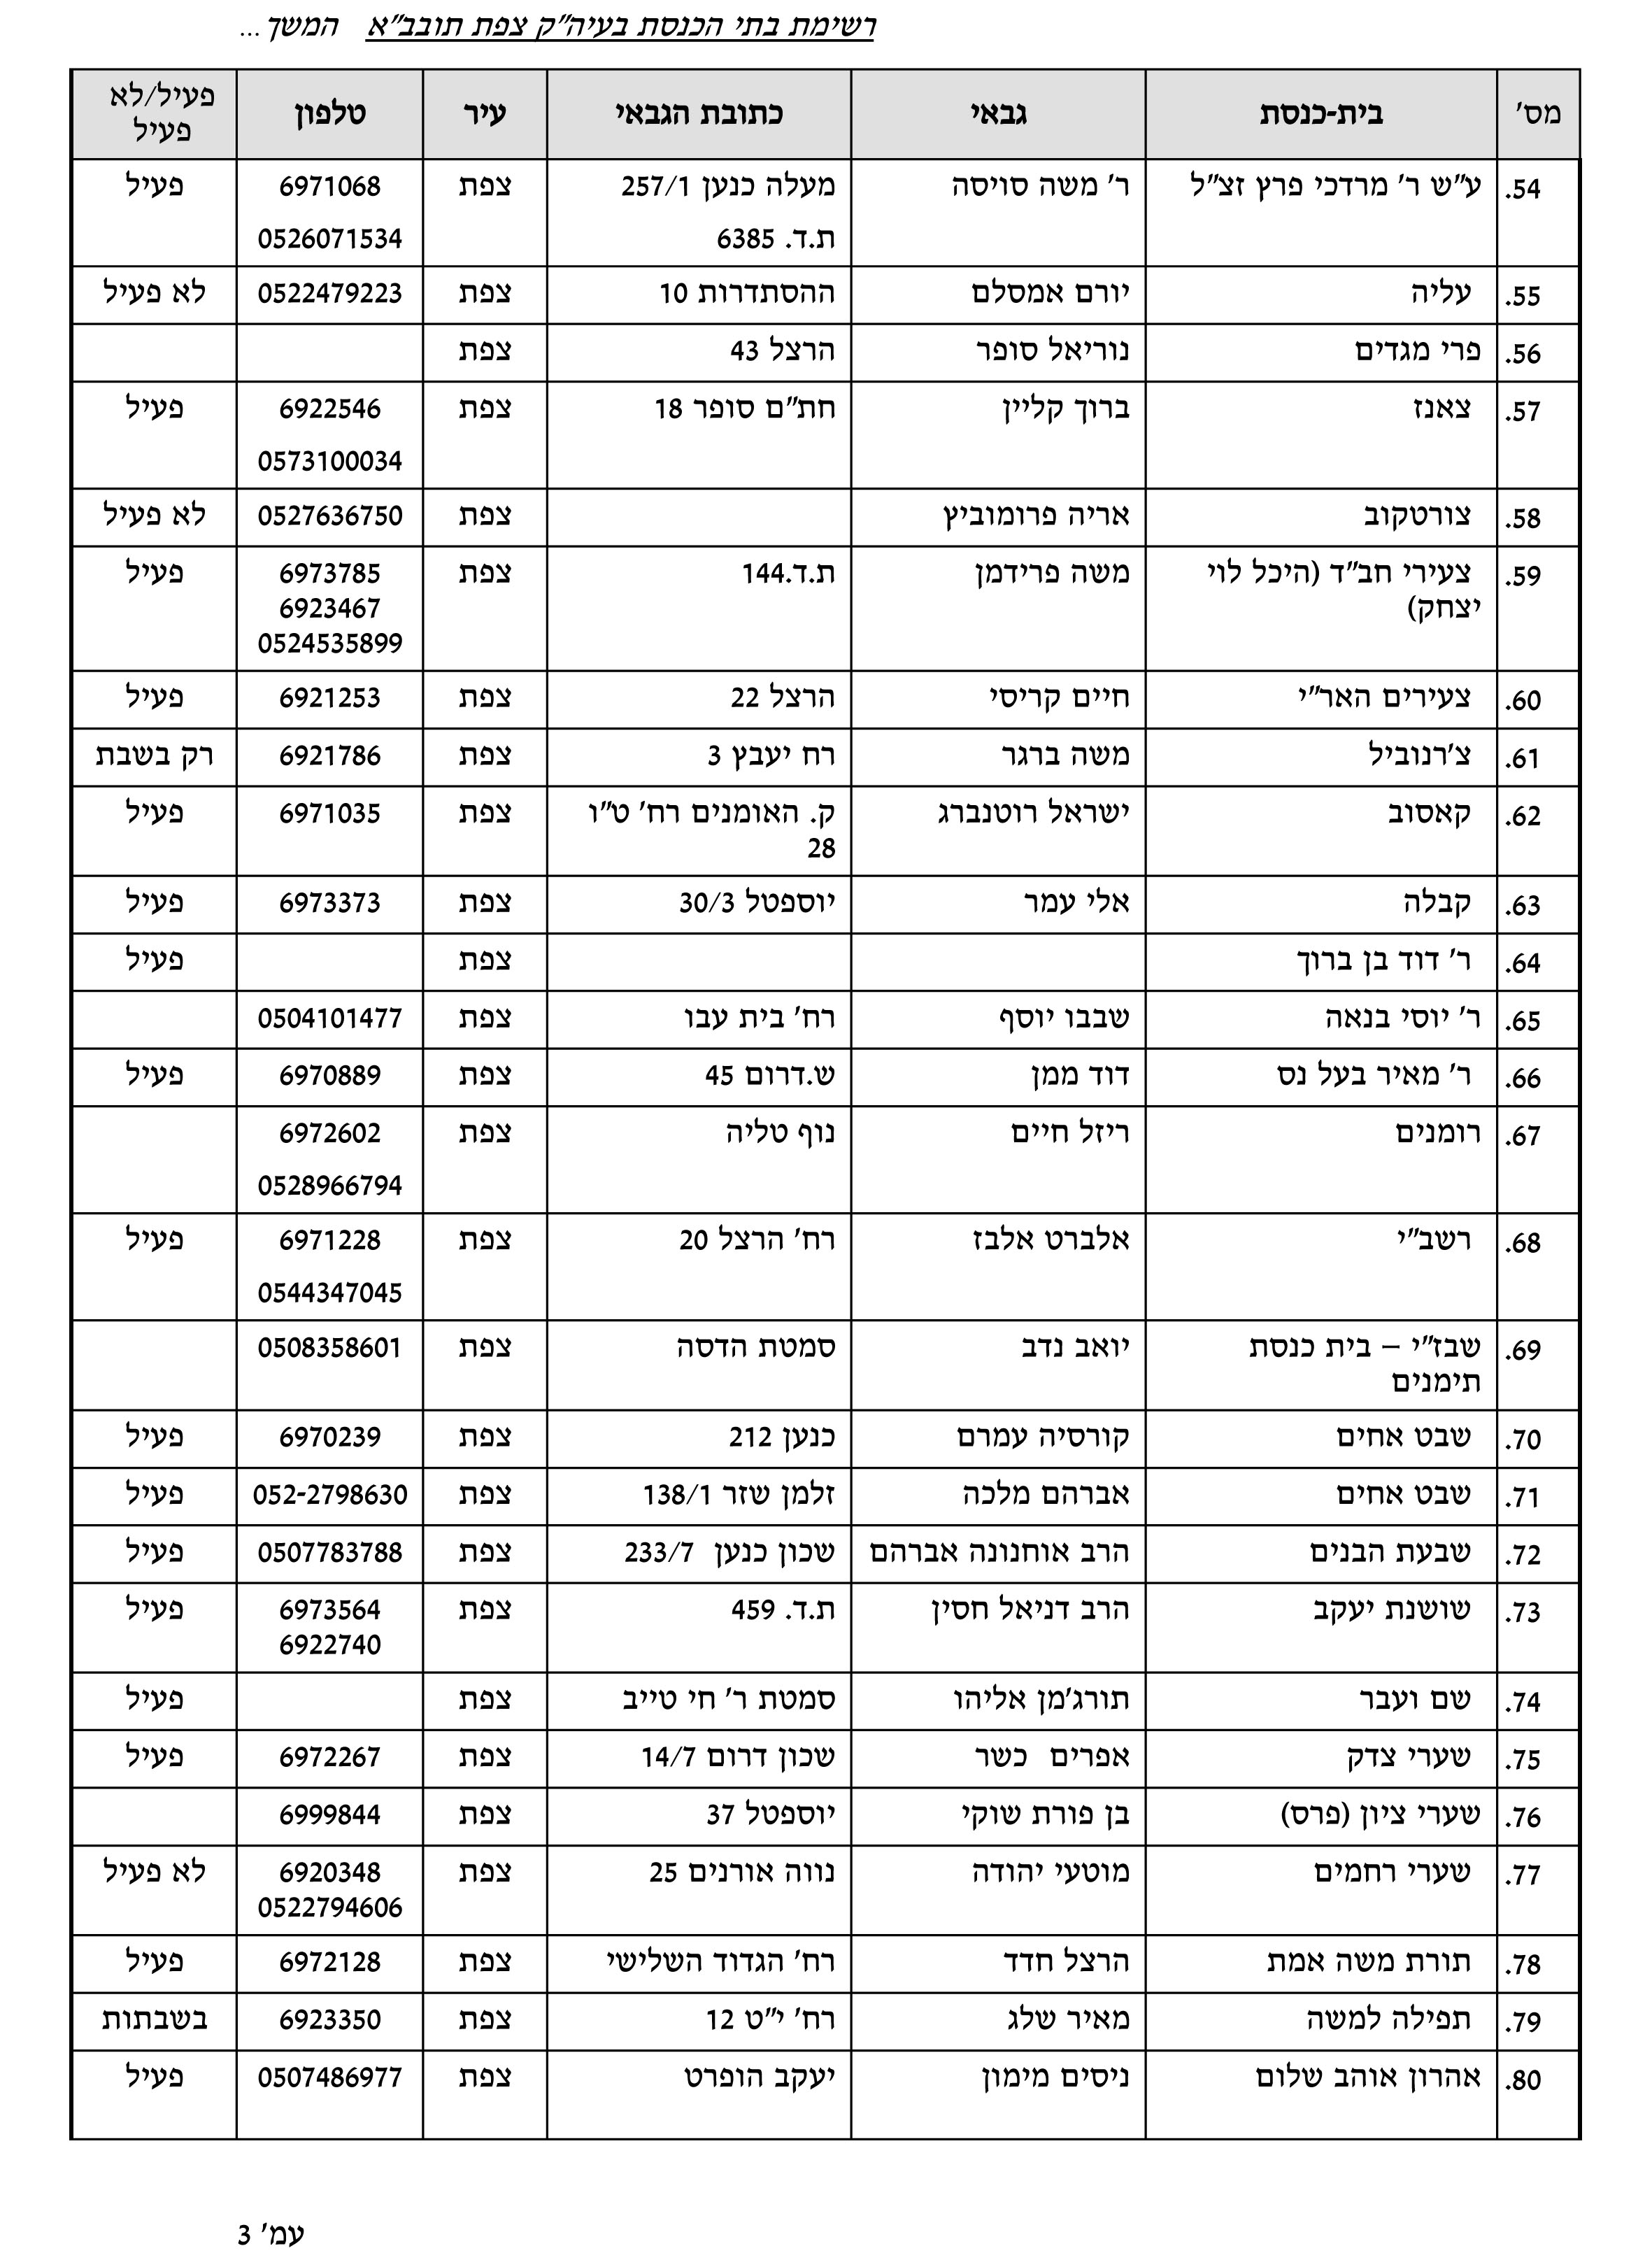 רשימת בתי הכנסת בעיה"ק צפת תובב"א המשך...
מס' בית-כנסת גבאי כתובת הגבאי עיר טלפון פעיל/לא פעיל
54. ע"ש ר' מרדכי פרץ זצ"ל ר' משה סויסה מעלה כנען 257/1 צפת 6971068 פעיל
ת.ד. 6385 0526071534
55. עליה יורם אמסלם ההסתדרות 10 צפת 0522479223 לא פעיל
56. פרי מגדים נוריאל סופר הרצל 43 צפת
57. צאנז ברוך קליין חת"ם סופר 18 צפת 6922546 פעיל
0573100034
58. צורטקוב אריה פרומוביץ צפת 0527636750 לא פעיל
59. צעירי חב"ד (היכל לוי משה פרידמן ת.ד.144 צפת 6973785 פעיל
יצחק) 6923467
0524535899
60. צעירים האר"י חיים קריסי הרצל 22 צפת 6921253 פעיל
61. צ'רנוביל משה ברגר רח יעבץ 3 צפת 6921786 רק בשבת
62. קאסוב ישראל רוטנברג ק. האומנים רח' ט"ו צפת 6971035 פעיל
28
63. קבלה אלי עמר יוספטל 30/3 צפת 6973373 פעיל
64. ר' דוד בן ברוך צפת פעיל
65. ר' יוסי בנאה שבבו יוסף רח' בית עבו צפת 0504101477
66. ר' מאיר בעל נס דוד ממן ש.דרום 45 צפת 6970889 פעיל
67. רומנים ריזל חיים נוף טליה צפת 6972602
0528966794
68. רשב"י אלברט אלבז רח' הרצל 20 צפת 6971228 פעיל
0544347045
69. שבז"י – בית כנסת יואב נדב סמטת הדסה צפת 0508358601
תימנים
70. שבט אחים קורסיה עמרם כנען 212 צפת 6970239 פעיל
71. שבט אחים אברהם מלכה זלמן שזר 138/1 צפת 052-2798630 פעיל
72. שבעת הבנים הרב אוחנונה אברהם שכון כנען 233/7 צפת 0507783788 פעיל
73. שושנת יעקב הרב דניאל חסין ת.ד. 459 צפת 6973564 פעיל
6922740
74. שם ועבר תורג'מן אליהו סמטת ר' חי טייב צפת פעיל
75. שערי צדק אפרים כשר שכון דרום 14/7 צפת 6972267 פעיל
76. שערי ציון (פרס) בן פורת שוקי יוספטל 37 צפת 6999844
77. שערי רחמים מוטעי יהודה נווה אורנים 25 צפת 6920348 לא פעיל
0522794606
78. תורת משה אמת הרצל חדד רח' הגדוד השלישי צפת 6972128 פעיל
79. תפילה למשה מאיר שלג רח' י"ט 12 צפת 6923350 בשבתות
80. אהרון אוהב שלום ניסים מימון יעקב הופרט צפת 0507486977 פעיל
עמ' 3